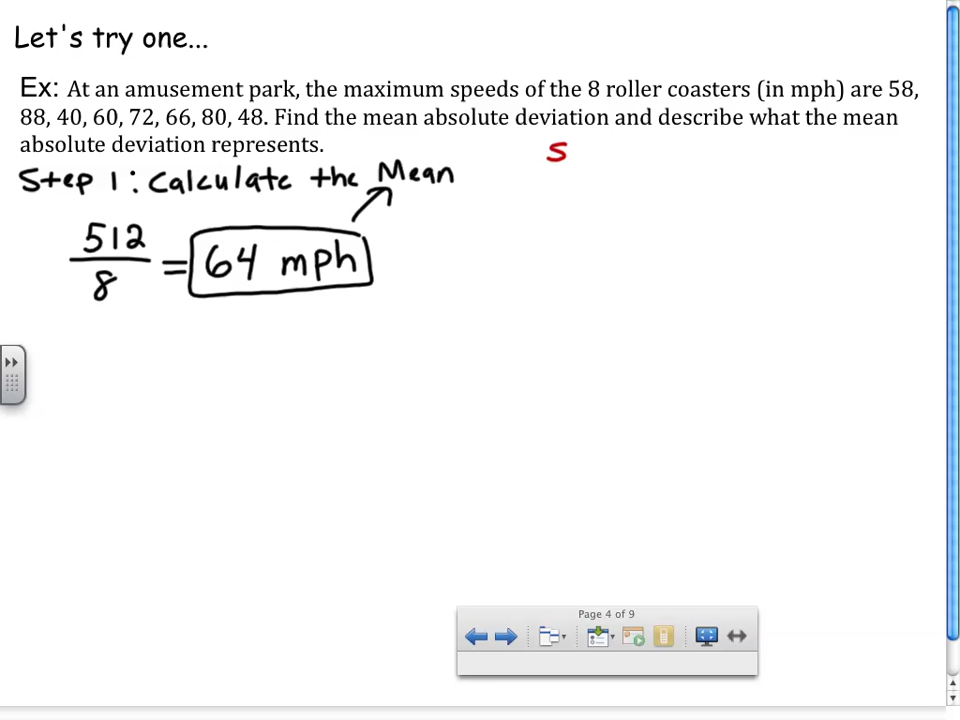 Let's try one...
Ex: At an amusement park, the maximum speeds of the 8 roller coasters (in mph) are 58,
88, 40, 60, 72, 66, 80, 48. Find the mean absolute deviation and describe what the mean
absolute deviation represents.
S
Step 1: Calculate the Mean
512
8
= 64 mph
Page 4 of 9